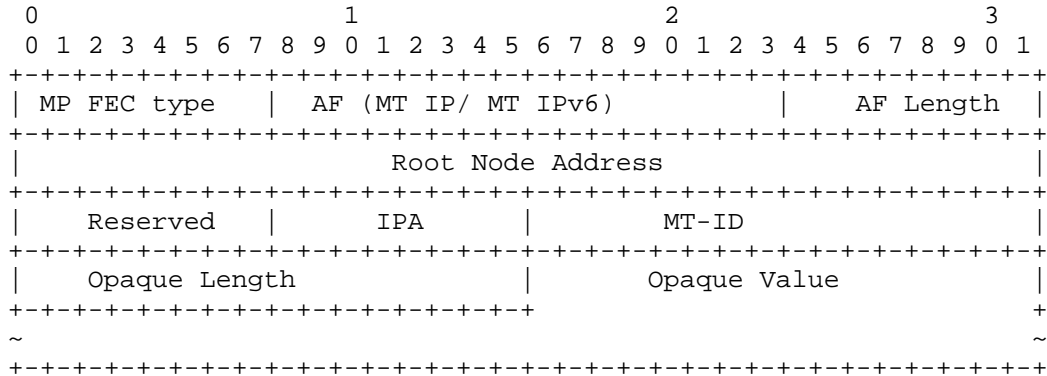 0                   1                   2                   3
 0 1 2 3 4 5 6 7 8 9 0 1 2 3 4 5 6 7 8 9 0 1 2 3 4 5 6 7 8 9 0 1
+-+-+-+-+-+-+-+-+-+-+-+-+-+-+-+-+-+-+-+-+-+-+-+-+-+-+-+-+-+-+-+-+
| MP FEC type   |  AF (MT IP/ MT IPv6)          |    AF Length  |
+-+-+-+-+-+-+-+-+-+-+-+-+-+-+-+-+-+-+-+-+-+-+-+-+-+-+-+-+-+-+-+-+
|                       Root Node Address                       |
+-+-+-+-+-+-+-+-+-+-+-+-+-+-+-+-+-+-+-+-+-+-+-+-+-+-+-+-+-+-+-+-+
|    Reserved   |      IPA      |        MT-ID                  |
+-+-+-+-+-+-+-+-+-+-+-+-+-+-+-+-+-+-+-+-+-+-+-+-+-+-+-+-+-+-+-+-+
|    Opaque Length              |       Opaque Value            |
+-+-+-+-+-+-+-+-+-+-+-+-+-+-+-+-+                               +
~                                                               ~
+-+-+-+-+-+-+-+-+-+-+-+-+-+-+-+-+-+-+-+-+-+-+-+-+-+-+-+-+-+-+-+-+